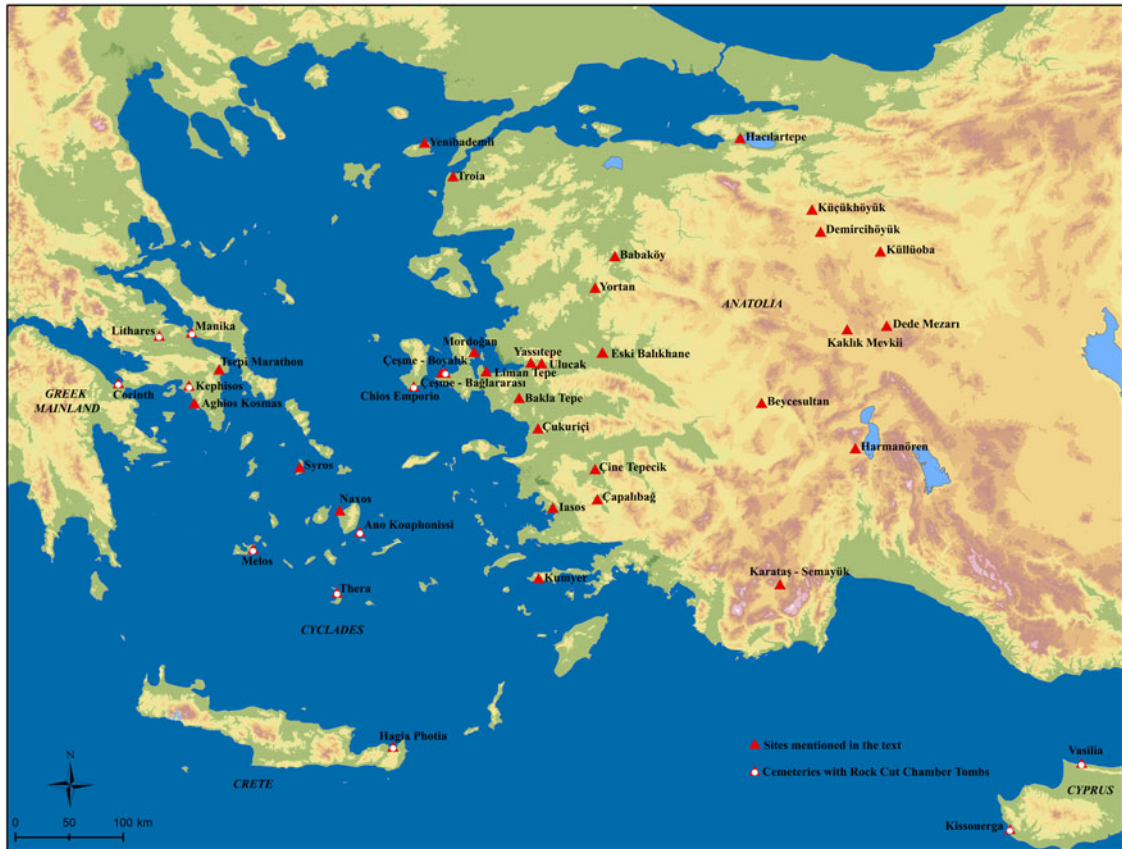 Yenibademli
Hacılartepe
Troia
Küçükhöyük
Demircihöyük
Küllüoba
Babaköy
Yortan
ANATOLIA
Lithares
Manika
Dede Mezarı
Kaklık Mevkii
Mordoğan
Yassıtepe
Eski Balıkhane
Ulucak
Tsepi Marathon
Çeşme - Boyalık
Liman Tepe
Çeşme - Bağlararası
Kephisos
GREEK
MAINLAND
Corinth
Chios Emporio
Aghios Kosmas
Bakla Tepe
Beycesultan
Çukuriçi
Harmanören
Syros
Çine Tepecik
Naxos
Çapalıbağ
Iasos
Ano Kouphonissi
Melos
Karataş - Semayük
Kumyer
Thera
CYCLADES
Hagia Photia
Sites mentioned in the text
Vasilia
N
Cemeteries with Rock Cut Chamber Tombs
CRETE
CYPRUS
Kissonerga
0 50 100 km